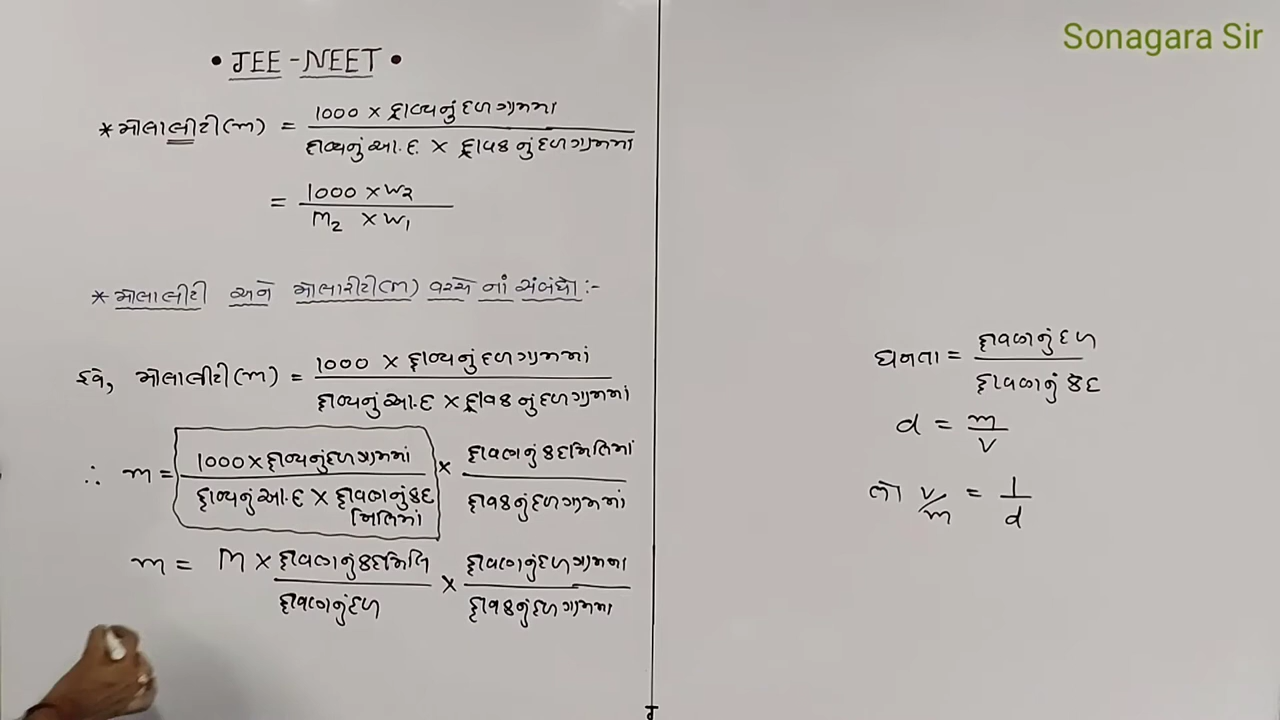 Sonagara Sir
• JEE - NEET •
* મોલાલીટી (m) = 1000 × દ્રાવ્યનું દળ ગ્રામમાં / દ્રાવ્યનું આ.દ. × દ્રાવક નું દળ ગ્રામમાં
= 1000 × W2 / M2 × W1
* મોલાલીટી અને મોલારીટી(M) વચ્ચે નાં સંબંધો :-
હવે, મોલાલીટી(m) = 1000 × દ્રાવ્યનું દળ ગ્રામમાં / દ્રાવ્યનું આ.દ × દ્રાવક નું દળ ગ્રામમાં
∴ m = 1000 × દ્રાવ્યનું દળ ગ્રામમાં / દ્રાવ્યનું આ.દ × દ્રાવણનું કદ મિલિમાં × દ્રાવણનું કદ મિલિમાં / દ્રાવકનું દળ ગ્રામમાં
m = M × દ્રાવણનું કદ મિલિ / દ્રાવણનું દળ × દ્રાવણનું દળ ગ્રામમા / દ્રાવકનું દળ ગ્રામમાં
ઘનતા = દ્રાવણનું દળ / દ્રાવણનું કદ
d = m / v
તો v/m = 1 / d